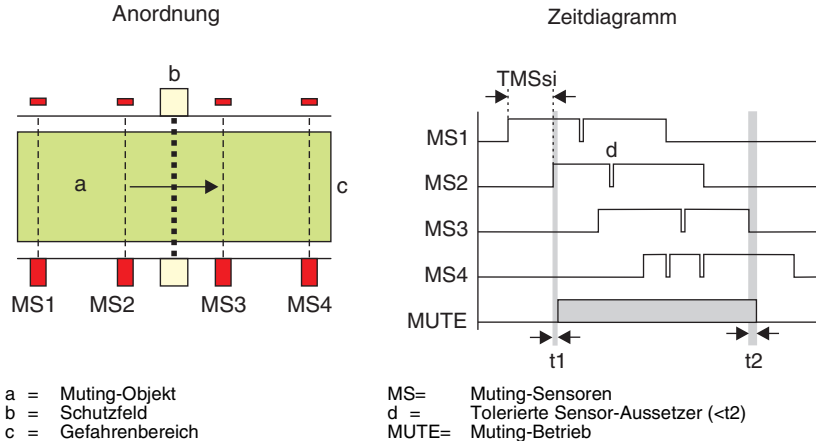 Anordnung
Zeitdiagramm
b
a
c
MS1 MS2 MS3 MS4
TMSsi
MS1
d
MS2
MS3
MS4
MUTE
t1 t2
a = Muting-Objekt
b = Schutzfeld
c = Gefahrenbereich
MS= Muting-Sensoren
d = Tolerierte Sensor-Aussetzer (<t2)
MUTE= Muting-Betrieb